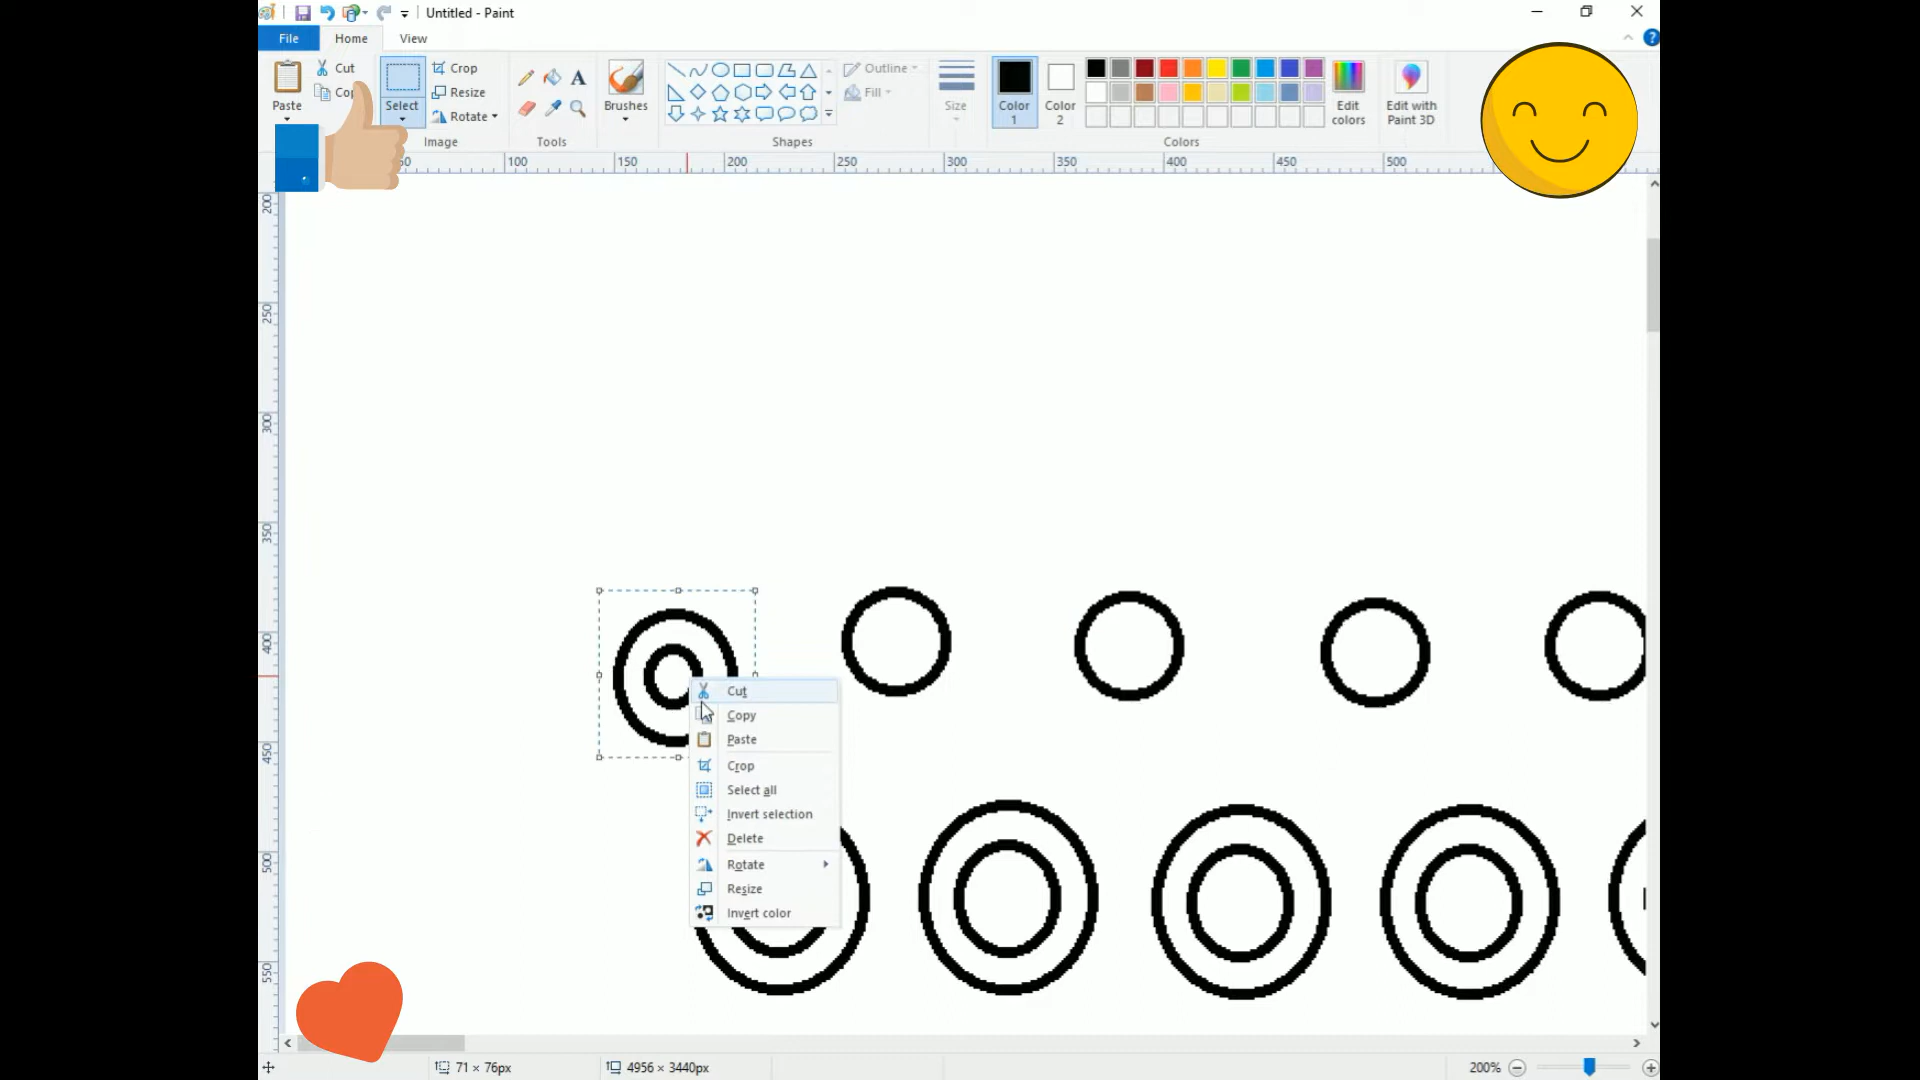 Untitled - Paint
File Home View
Cut
Paste
Select
Crop
Resize
Rotate
Brushes
Outline
Fill
Size
Color 1
Color 2
Edit colors
Edit with Paint 3D
Image Tools Shapes Colors
100 150 200 250 300 350 400 450 500
200
250
300
350
400
450
500
550
Cut
Copy
Paste
Crop
Select all
Invert selection
Delete
Rotate
Resize
Invert color
71 × 76px 4956 × 3440px 200%